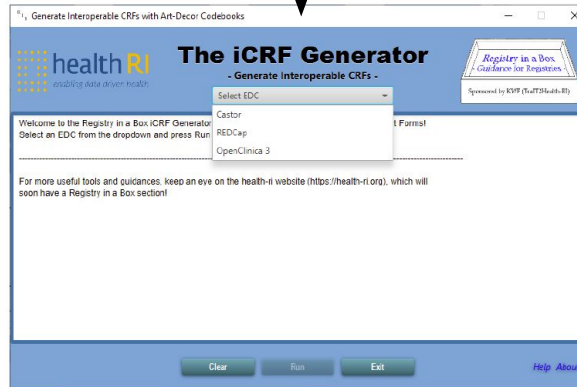 Generate Interoperable CRFs with Art-Decor Codebooks
health RI
enabling data driven health
The iCRF Generator
- Generate Interoperable CRFs -
Registry in a Box
- Guidance for Registries -
Sponsored by KWF (TraIT2Health-RI)
Select EDC
Castor
REDCap
OpenClinica 3
Welcome to the Registry in a Box iCRF Generator t Forms!
Select an EDC from the dropdown and press Run
For more useful tools and guidances, keep an eye on the health-ri website (https://health-ri.org), which will
soon have a Registry in a Box section!
Clear
Run
Exit
Help
Abou